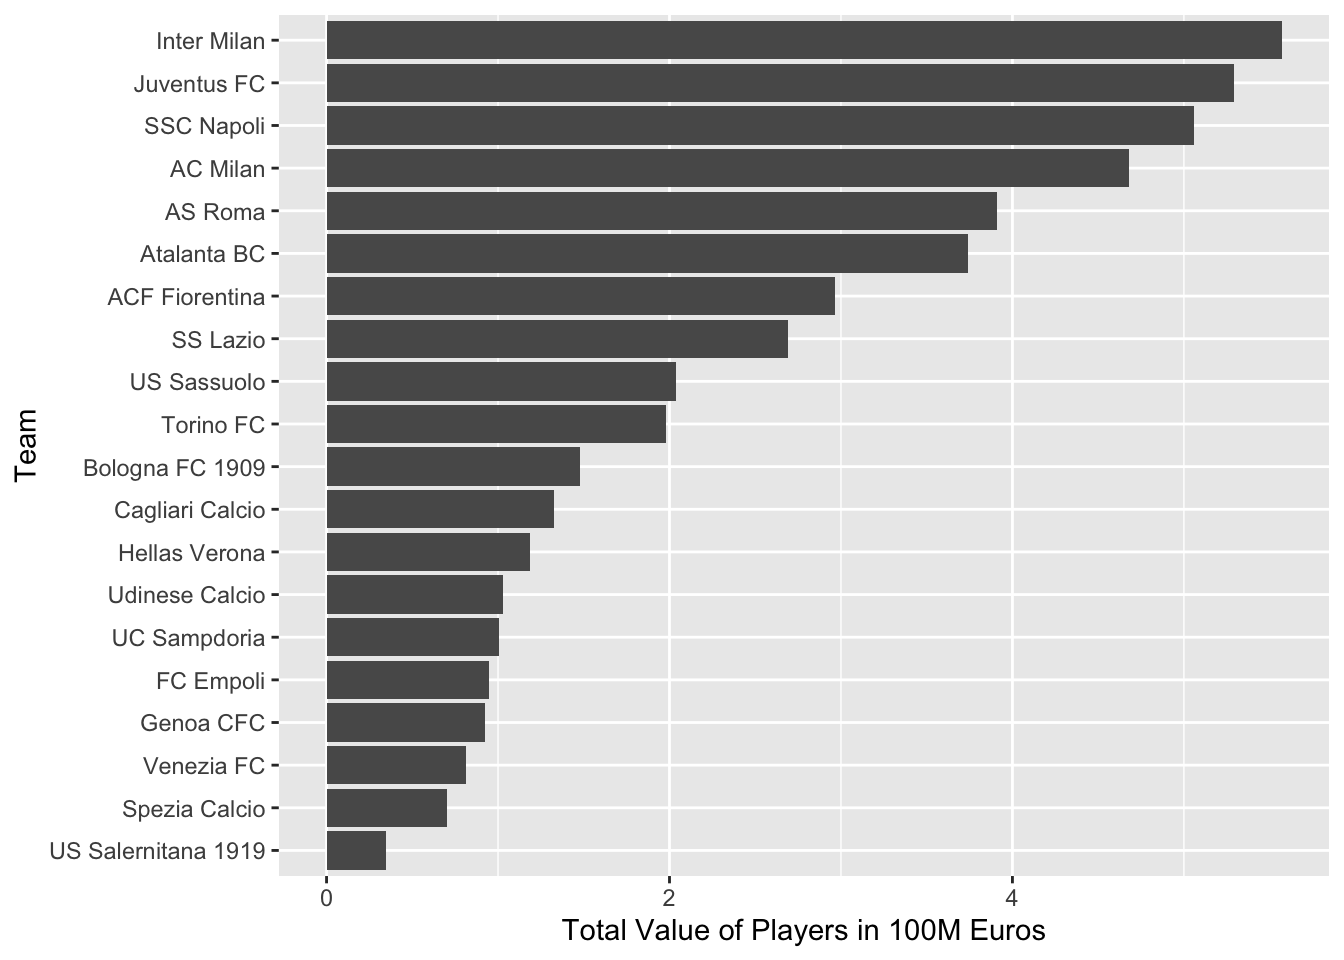 Inter Milan
Juventus FC
SSC Napoli
AC Milan
AS Roma
Atalanta BC
ACF Fiorentina
SS Lazio
US Sassuolo
Torino FC
Bologna FC 1909
Cagliari Calcio
Hellas Verona
Udinese Calcio
UC Sampdoria
FC Empoli
Genoa CFC
Venezia FC
Spezia Calcio
US Salernitana 1919
Team
0 2 4
Total Value of Players in 100M Euros